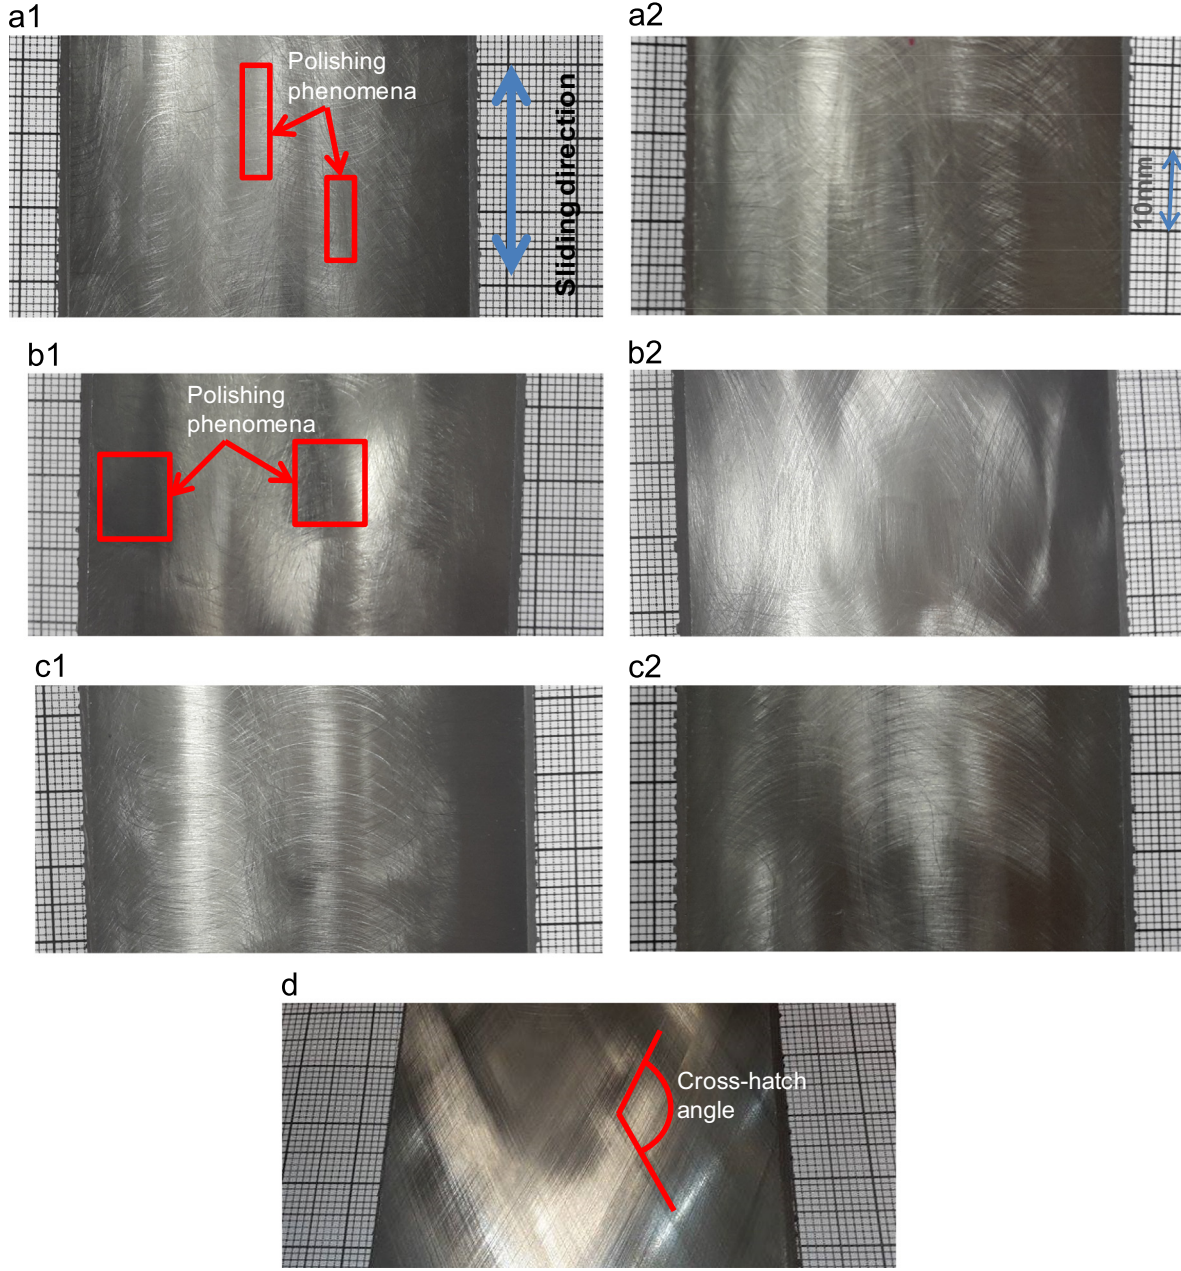 a1
a2
Polishing
phenomena
Sliding direction
10mm
b1
b2
Polishing
phenomena
c1
c2
d
Cross-hatch
angle